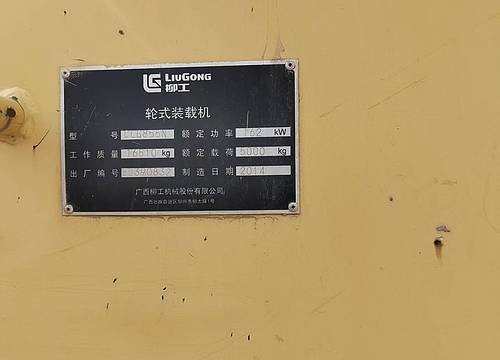 LIUGONG
柳工
轮式装载机
型 号 CLG855N 额定功率 162 kW
工作质量 16510 kg 额定载荷 5000 kg
出厂编号 制造日期 2014
广西柳工机械股份有限公司